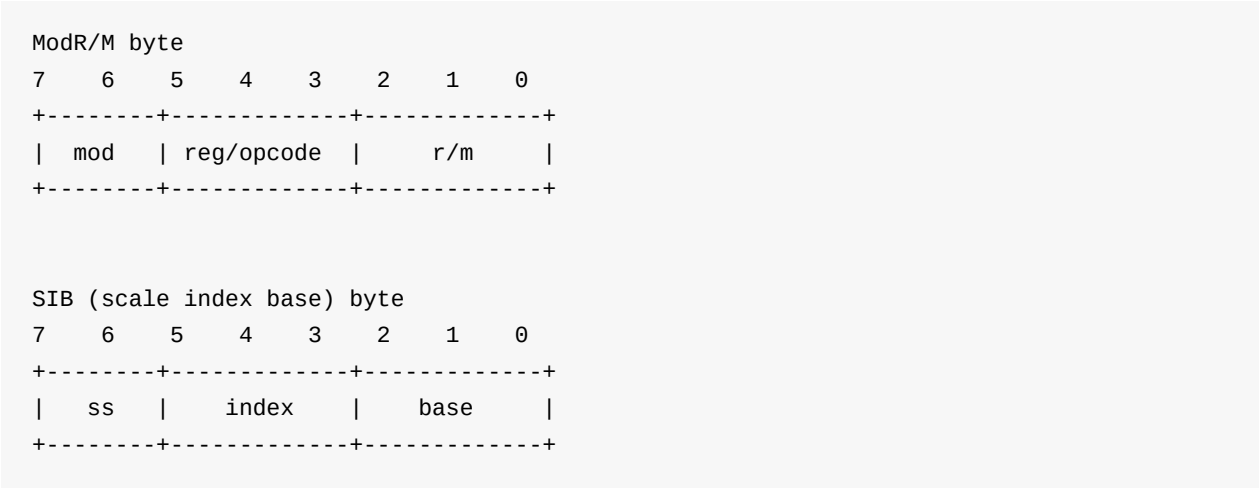 ModR/M byte
7    6    5    4    3    2    1    0
+--------+-------------+-------------+
|  mod   | reg/opcode  |     r/m     |
+--------+-------------+-------------+
SIB (scale index base) byte
7    6    5    4    3    2    1    0
+--------+-------------+-------------+
|   ss   |    index    |    base     |
+--------+-------------+-------------+